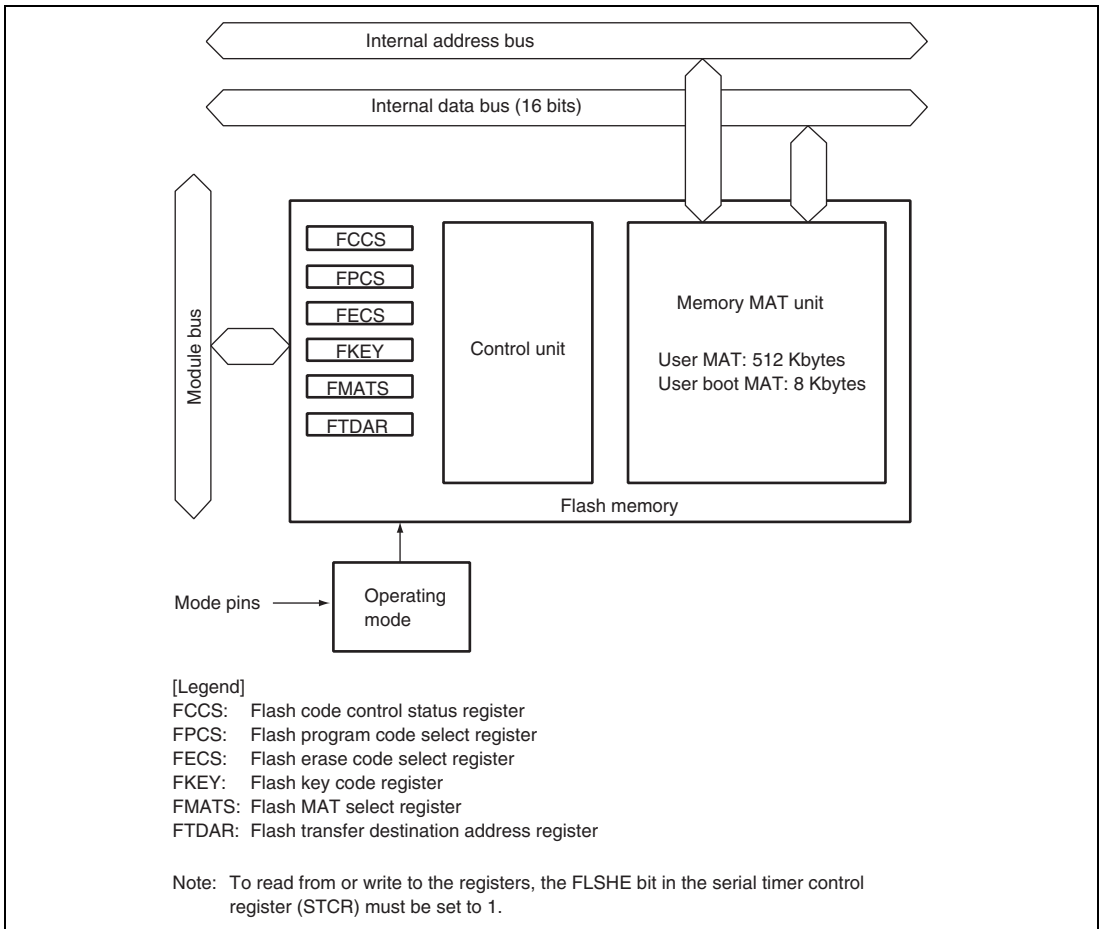 Internal address bus
Internal data bus (16 bits)
Module bus
FCCS
FPCS
FECS
FKEY
FMATS
FTDAR
Control unit
Memory MAT unit
User MAT: 512 Kbytes
User boot MAT: 8 Kbytes
Flash memory
Mode pins
Operating
mode
[Legend]
FCCS: Flash code control status register
FPCS: Flash program code select register
FECS: Flash erase code select register
FKEY: Flash key code register
FMATS: Flash MAT select register
FTDAR: Flash transfer destination address register
Note: To read from or write to the registers, the FLSHE bit in the serial timer control
register (STCR) must be set to 1.